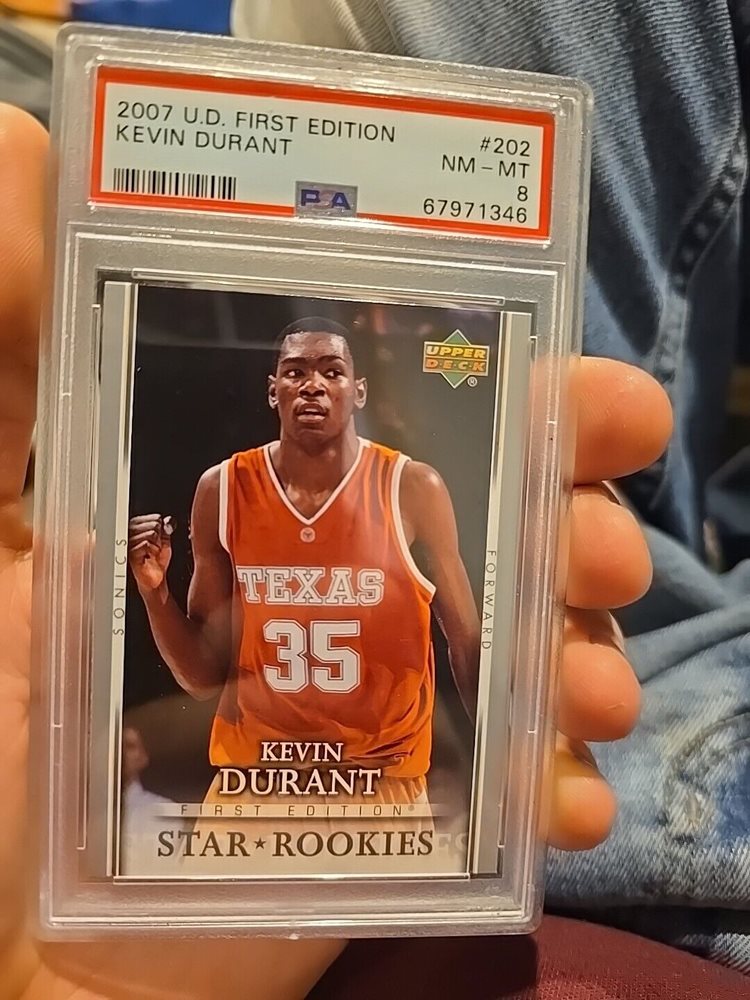 2007 U.D. FIRST EDITION #202
KEVIN DURANT NM - MT
8
PSA 67971346
UPPER
DECK
®
SONICS
FORWARD
TEXAS
35
KEVIN
DURANT
FIRST EDITION®
STAR★ROOKIES